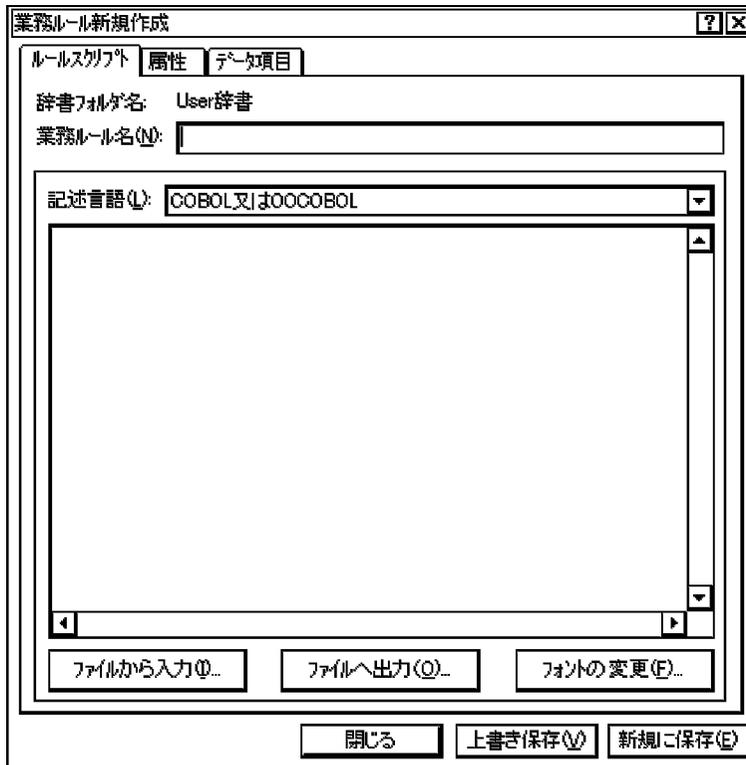 業務ルール新規作成
ルールスクリプト 属性 データ項目
辞書フォルダ名: User辞書
業務ルール名(N):
記述言語(L): COBOL又はOOCOBOL
ファイルから入力(I)... ファイルへ出力(O)... フォントの変更(F)...
閉じる 上書き保存(V) 新規に保存(E)